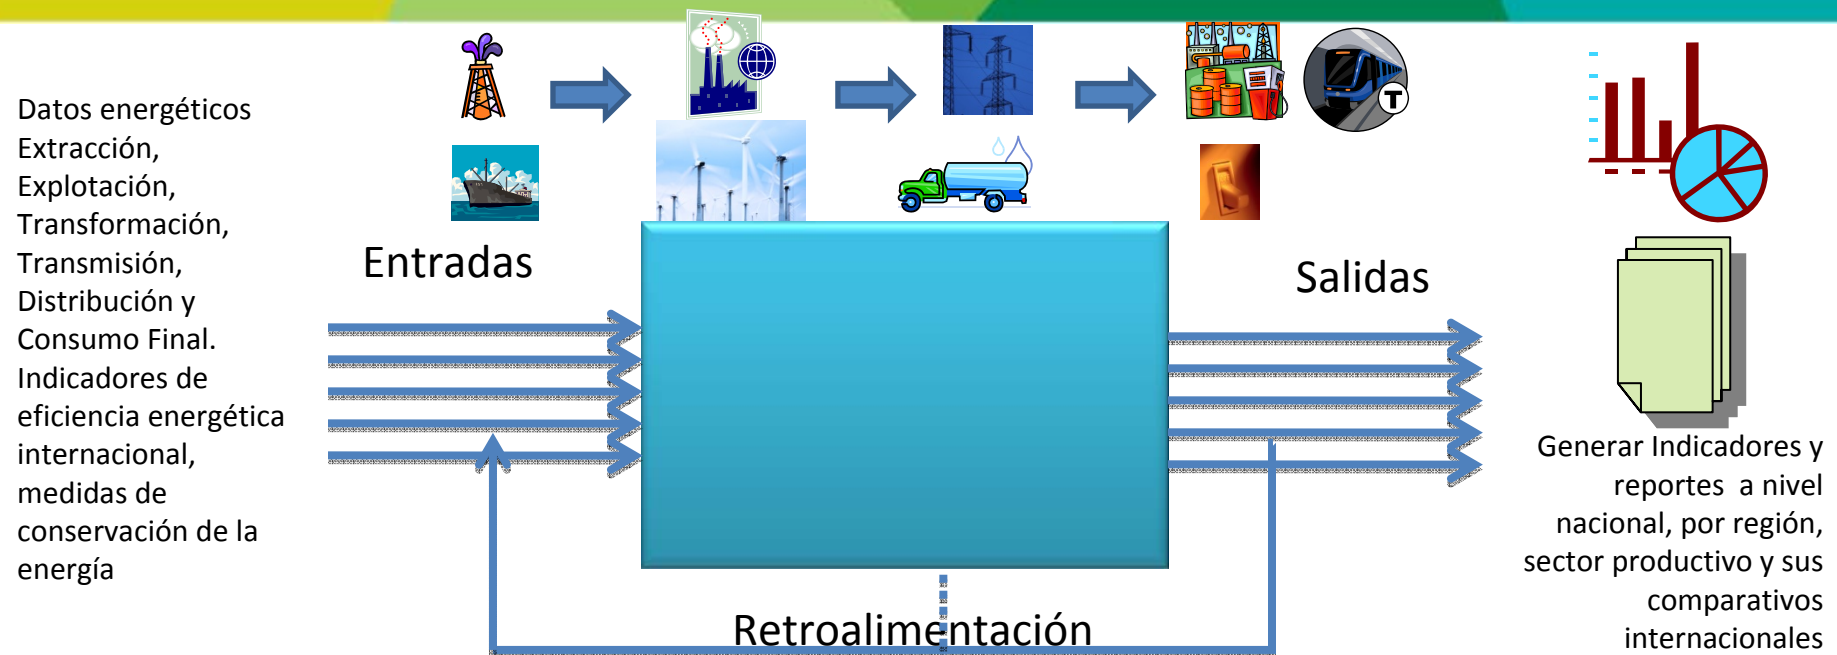 Datos energéticos
Extracción,
Explotación,
Transformación,
Transmisión,
Distribución y
Consumo Final.
Indicadores de
eficiencia energética
internacional,
medidas de
conservación de la
energía
Entradas
T
Salidas
Retroalimentación
Generar Indicadores y
reportes a nivel
nacional, por región,
sector productivo y sus
comparativos
internacionales